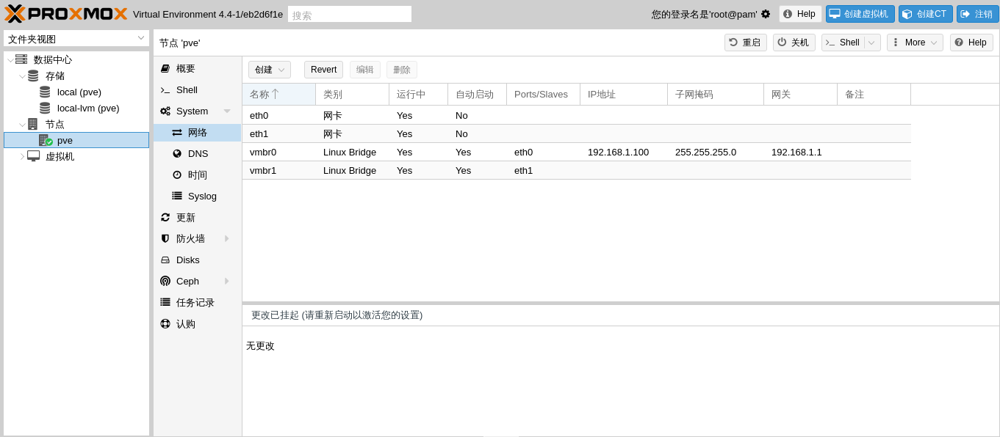 PROXMOX Virtual Environment 4.4-1/eb2d6f1e 搜索 您的登录名是'root@pam' Help 创建虚拟机 创建CT 注销
文件夹视图
数据中心
存储
local (pve)
local-lvm (pve)
节点
pve
虚拟机
节点 'pve' 重启 关机 Shell More Help
概要
Shell
System
网络
DNS
时间
Syslog
更新
防火墙
Disks
Ceph
任务记录
认购
创建 Revert 编辑 删除
名称 类别 运行中 自动启动 Ports/Slaves IP地址 子网掩码 网关 备注
eth0 网卡 Yes No
eth1 网卡 Yes No
vmbr0 Linux Bridge Yes Yes eth0 192.168.1.100 255.255.255.0 192.168.1.1
vmbr1 Linux Bridge Yes Yes eth1
更改已挂起 (请重新启动以激活您的设置)
无更改